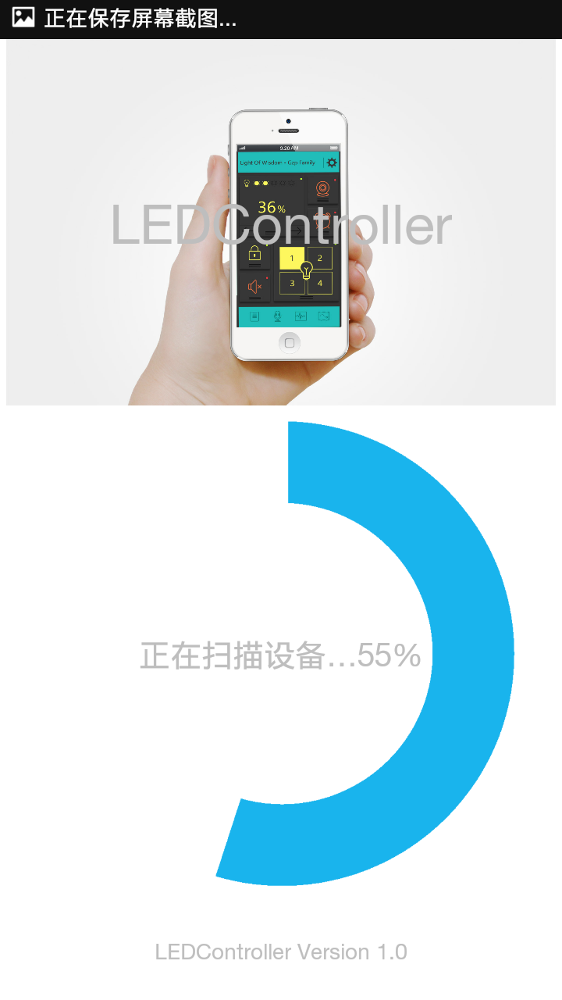 正在保存屏幕截图...
9:20 AM
Light Of Wisdom - Gzp Family
36%
LEDController
1
2
3
4
正在扫描设备...55%
LEDController Version 1.0